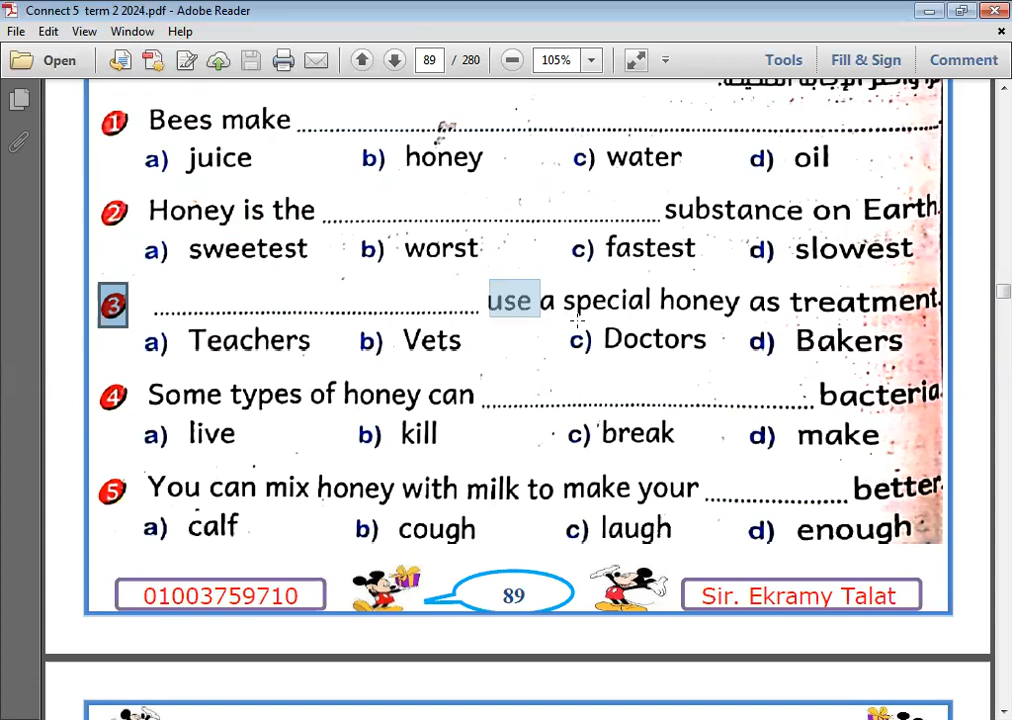 Connect 5 term 2 2024.pdf - Adobe Reader
File Edit View Window Help
Open 89 / 280 105% Tools Fill & Sign Comment
1 Bees make
a) juice b) honey c) water d) oil
2 Honey is the substance on Earth.
a) sweetest b) worst c) fastest d) slowest
3 use a special honey as treatment.
a) Teachers b) Vets c) Doctors d) Bakers
4 Some types of honey can bacteria.
a) live b) kill c) break d) make
5 You can mix honey with milk to make your better.
a) calf b) cough c) laugh d) enough
01003759710 89 Sir. Ekramy Talat